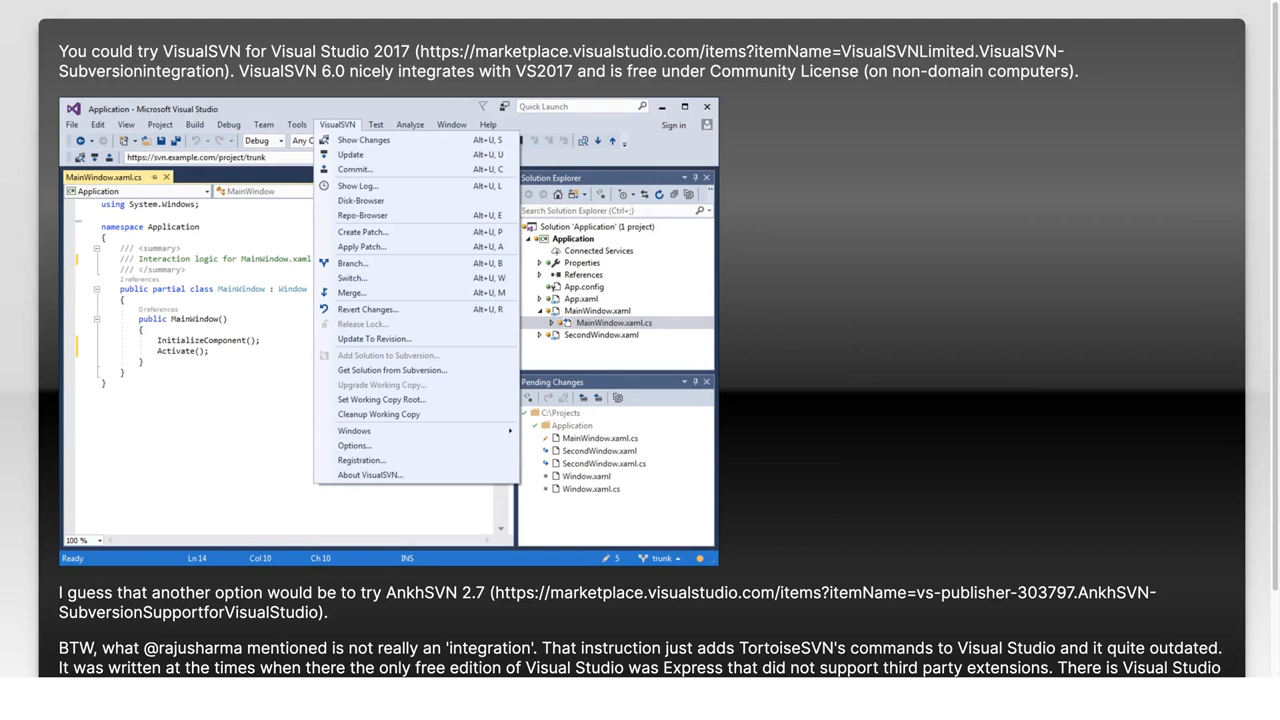 You could try VisualSVN for Visual Studio 2017 (https://marketplace.visualstudio.com/items?itemName=VisualSVNLimited.VisualSVN-
Subversionintegration). VisualSVN 6.0 nicely integrates with VS2017 and is free under Community License (on non-domain computers).
Application - Microsoft Visual Studio
Quick Launch
File Edit View Project Build Debug Team Tools VisualSVN Test Analyze Window Help
Sign in
Debug Any C
https://svn.example.com/project/trunk
MainWindow.xaml.cs
Application
MainWindow
using System.Windows;
namespace Application
{
/// <summary>
/// Interaction logic for MainWindow.xaml
/// </summary>
2 references
public partial class MainWindow : Window
{
0 references
public MainWindow()
{
InitializeComponent();
Activate();
}
}
}
100 %
Show Changes Alt+U, S
Update Alt+U, U
Commit... Alt+U, C
Show Log... Alt+U, L
Disk-Browser
Repo-Browser Alt+U, E
Create Patch... Alt+U, P
Apply Patch... Alt+U, A
Branch... Alt+U, B
Switch... Alt+U, W
Merge... Alt+U, M
Revert Changes... Alt+U, R
Release Lock...
Update To Revision...
Add Solution to Subversion...
Get Solution from Subversion...
Upgrade Working Copy...
Set Working Copy Root...
Cleanup Working Copy
Windows
Options...
Registration...
About VisualSVN...
Solution Explorer
Search Solution Explorer (Ctrl+;)
Solution 'Application' (1 project)
Application
Connected Services
Properties
References
App.config
App.xaml
MainWindow.xaml
MainWindow.xaml.cs
SecondWindow.xaml
Pending Changes
C:\Projects
Application
MainWindow.xaml.cs
SecondWindow.xaml
SecondWindow.xaml.cs
Window.xaml
Window.xaml.cs
Ready Ln 14 Col 10 Ch 10 INS 5 trunk
I guess that another option would be to try AnkhSVN 2.7 (https://marketplace.visualstudio.com/items?itemName=vs-publisher-303797.AnkhSVN-
SubversionSupportforVisualStudio).
BTW, what @rajusharma mentioned is not really an 'integration'. That instruction just adds TortoiseSVN's commands to Visual Studio and it quite outdated.
It was written at the times when there the only free edition of Visual Studio was Express that did not support third party extensions. There is Visual Studio